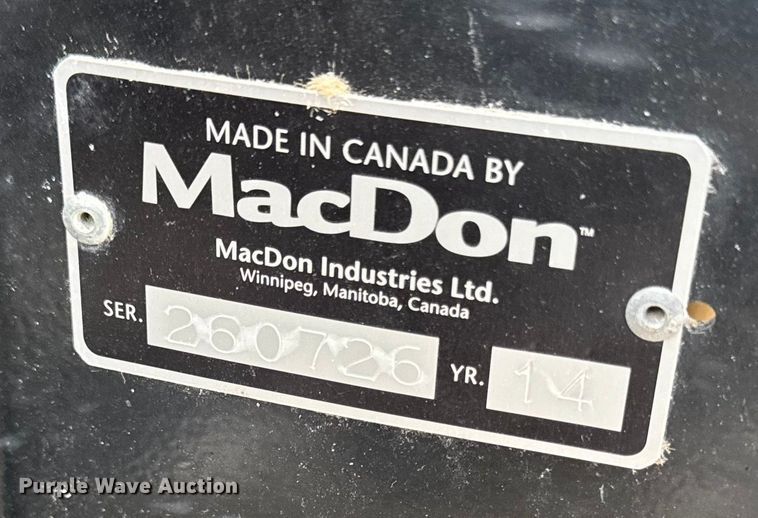 MADE IN CANADA BY
MacDon™
MacDon Industries Ltd.
Winnipeg, Manitoba, Canada
SER. 260726 YR. 14
Purple Wave Auction